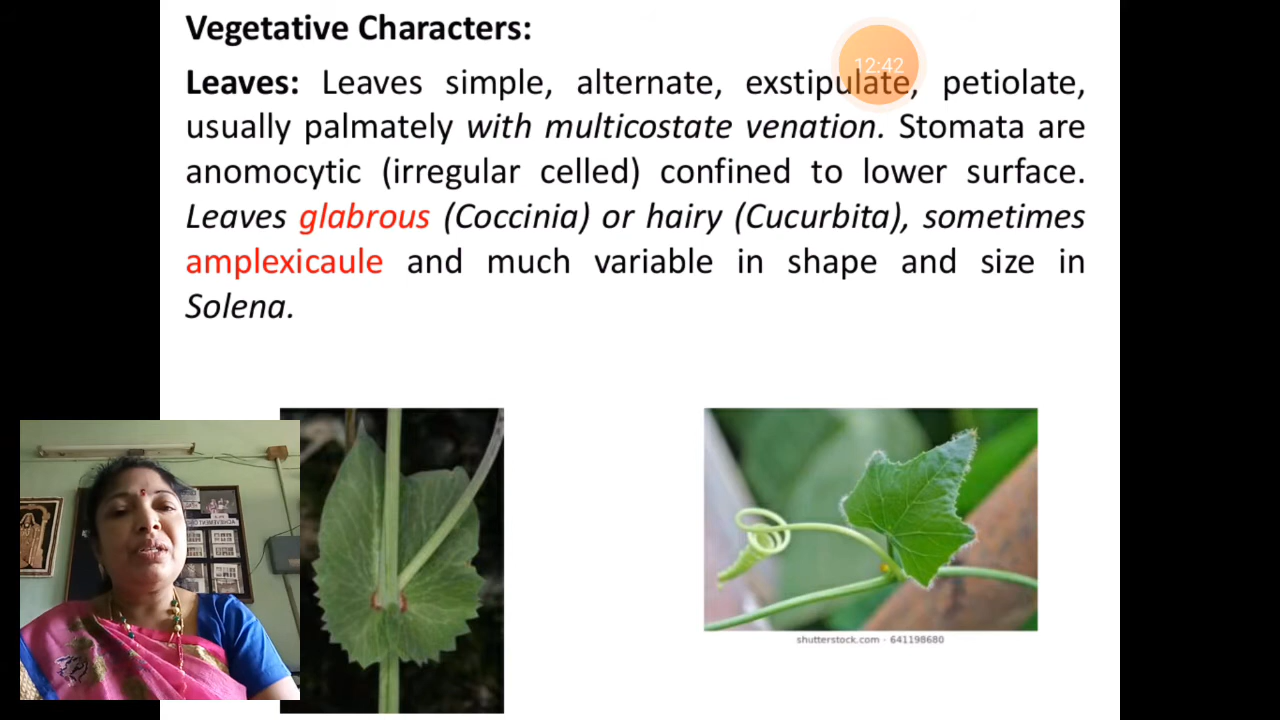 Vegetative Characters:
12:42
Leaves: Leaves simple, alternate, exstipulate, petiolate,
usually palmately with multicostate venation. Stomata are
anomocytic (irregular celled) confined to lower surface.
Leaves glabrous (Coccinia) or hairy (Cucurbita), sometimes
amplexicaule and much variable in shape and size in
Solena.
shutterstock.com · 641198680